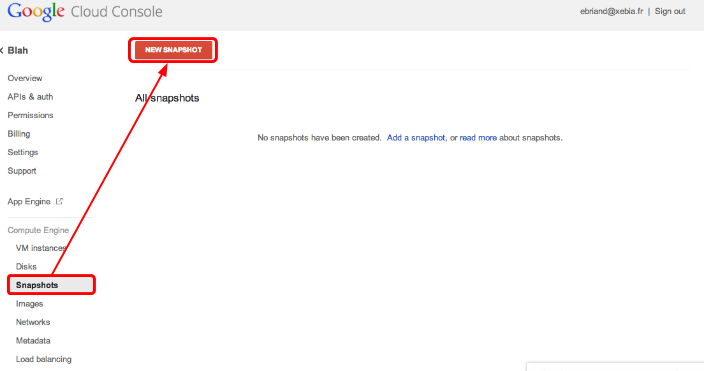 Google Cloud Console
ebriand@xebia.fr | Sign out
Blah
NEW SNAPSHOT
Overview
APIs & auth
Permissions
Billing
Settings
Support
App Engine
Compute Engine
VM instances
Disks
Snapshots
Images
Networks
Metadata
Load balancing
All snapshots
No snapshots have been created. Add a snapshot, or read more about snapshots.